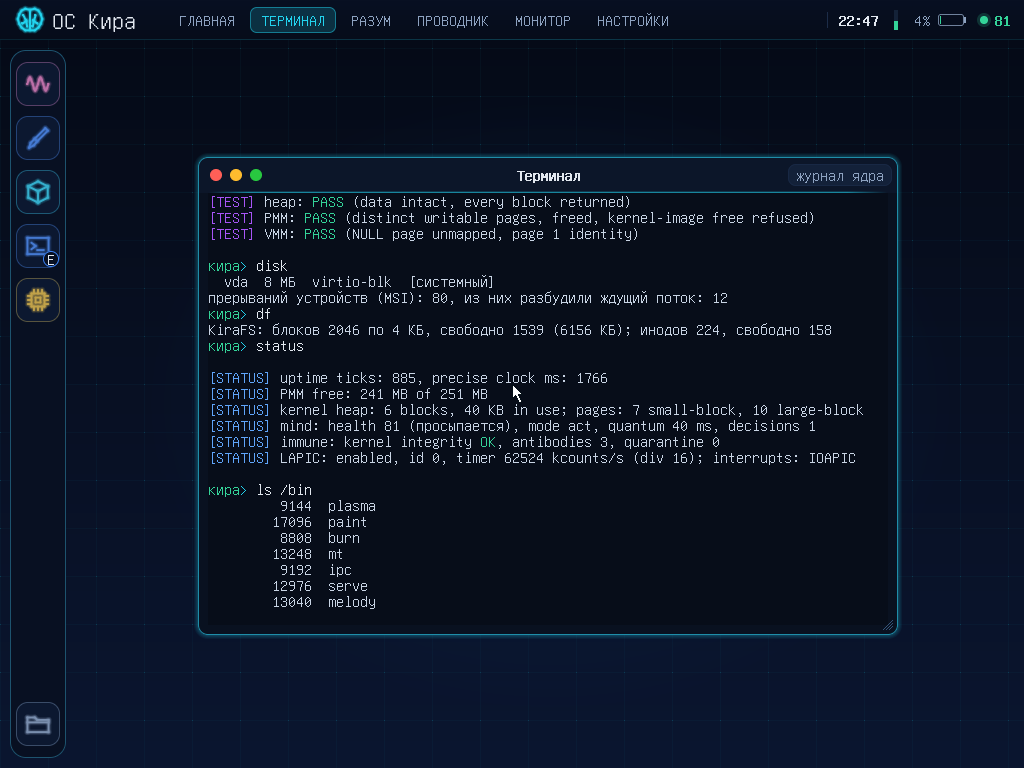 ОС Кира ГЛАВНАЯ ТЕРМИНАЛ РАЗУМ ПРОВОДНИК МОНИТОР НАСТРОЙКИ 22:47 4% 81
E
Терминал журнал ядра
[TEST] heap: PASS (data intact, every block returned)
[TEST] PMM: PASS (distinct writable pages, freed, kernel-image free refused)
[TEST] VMM: PASS (NULL page unmapped, page 1 identity)
кира> disk
vda 8 МБ virtio-blk [системный]
прерываний устройств (MSI): 80, из них разбудили ждущий поток: 12
кира> df
KiraFS: блоков 2046 по 4 КБ, свободно 1539 (6156 КБ); инодов 224, свободно 158
кира> status
[STATUS] uptime ticks: 885, precise clock ms: 1766
[STATUS] PMM free: 241 MB of 251 MB
[STATUS] kernel heap: 6 blocks, 40 KB in use; pages: 7 small-block, 10 large-block
[STATUS] mind: health 81 (просыпается), mode act, quantum 40 ms, decisions 1
[STATUS] immune: kernel integrity OK, antibodies 3, quarantine 0
[STATUS] LAPIC: enabled, id 0, timer 62524 kcounts/s (div 16); interrupts: IOAPIC
кира> ls /bin
9144 plasma
17096 paint
8808 burn
13248 mt
9192 ipc
12976 serve
13040 melody